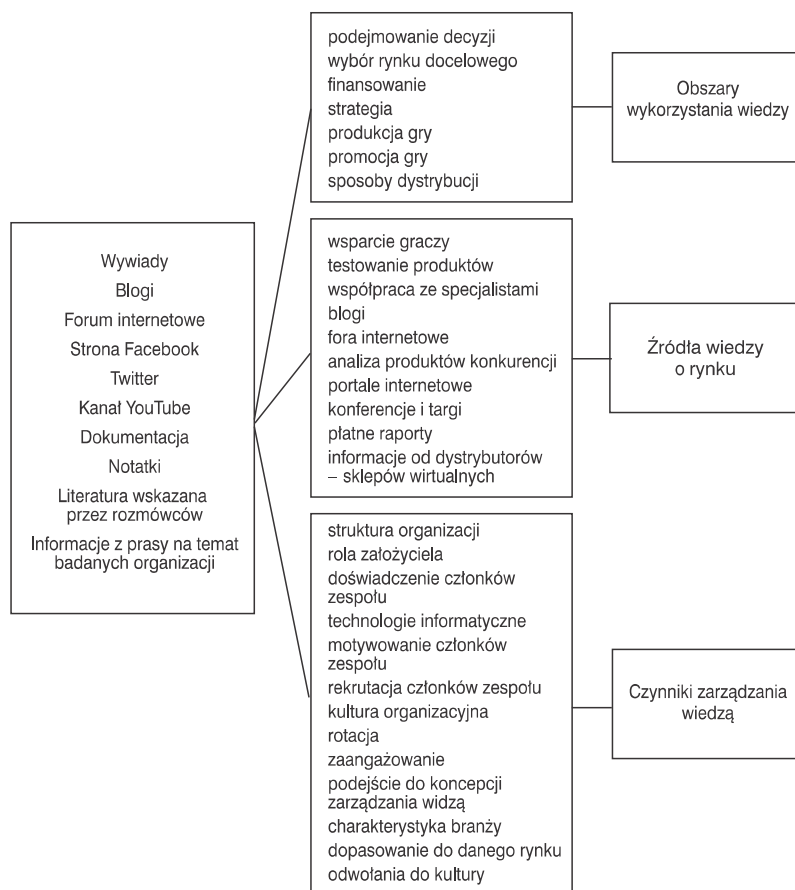 Wywiady
Blogi
Forum internetowe
Strona Facebook
Twitter
Kanał YouTube
Dokumentacja
Notatki
Literatura wskazana
przez rozmówców
Informacje z prasy na temat
badanych organizacji
podejmowanie decyzji
wybór rynku docelowego
finansowanie
strategia
produkcja gry
promocja gry
sposoby dystrybucji
Obszary
wykorzystania wiedzy
wsparcie graczy
testowanie produktów
współpraca ze specjalistami
blogi
fora internetowe
analiza produktów konkurencji
portale internetowe
konferencje i targi
płatne raporty
informacje od dystrybutorów
– sklepów wirtualnych
Źródła wiedzy
o rynku
struktura organizacji
rola założyciela
doświadczenie członków
zespołu
technologie informatyczne
motywowanie członków
zespołu
rekrutacja członków zespołu
kultura organizacyjna
rotacja
zaangażowanie
podejście do koncepcji
zarządzania widzą
charakterystyka branży
dopasowanie do danego rynku
odwołania do kultury
Czynniki zarządzania
wiedzą